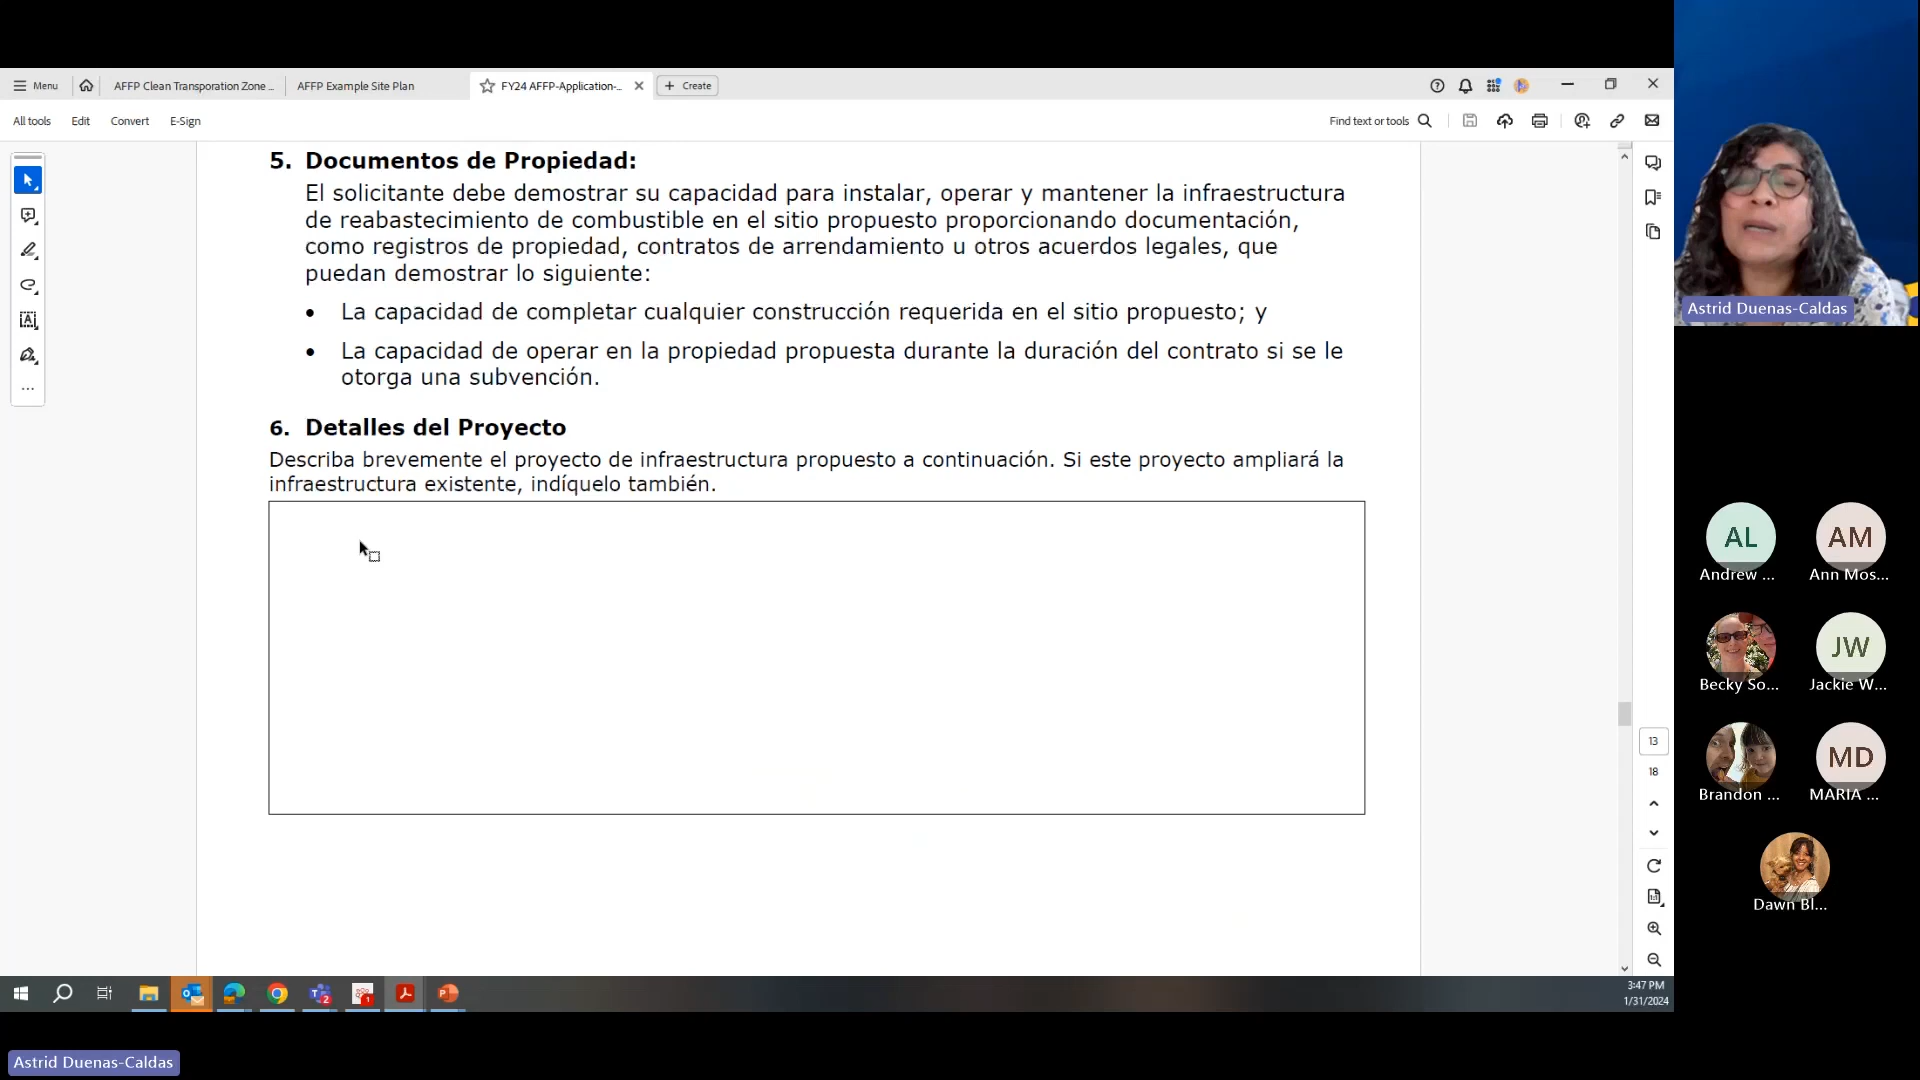 Menu
AFFP Clean Transporation Zone ...
AFFP Example Site Plan
FY24 AFFP-Application-...
Create
All tools
Edit
Convert
E-Sign
Find text or tools
5. Documentos de Propiedad:
El solicitante debe demostrar su capacidad para instalar, operar y mantener la infraestructura
de reabastecimiento de combustible en el sitio propuesto proporcionando documentación,
como registros de propiedad, contratos de arrendamiento u otros acuerdos legales, que
puedan demostrar lo siguiente:
• La capacidad de completar cualquier construcción requerida en el sitio propuesto; y
• La capacidad de operar en la propiedad propuesta durante la duración del contrato si se le
otorga una subvención.
6. Detalles del Proyecto
Describa brevemente el proyecto de infraestructura propuesto a continuación. Si este proyecto ampliará la
infraestructura existente, indíquelo también.
13
18
3:47 PM
1/31/2024
Astrid Duenas-Caldas
AL
Andrew ...
AM
Ann Mos...
Becky So...
JW
Jackie W...
Brandon ...
MD
MARIA ...
Dawn Bl...
Astrid Duenas-Caldas